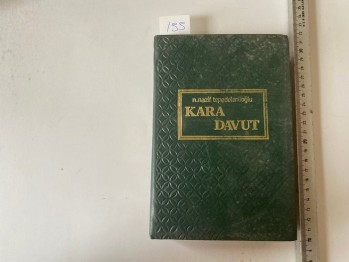 155
n.nazif tepedelenlioğlu
KARA
DAVUT